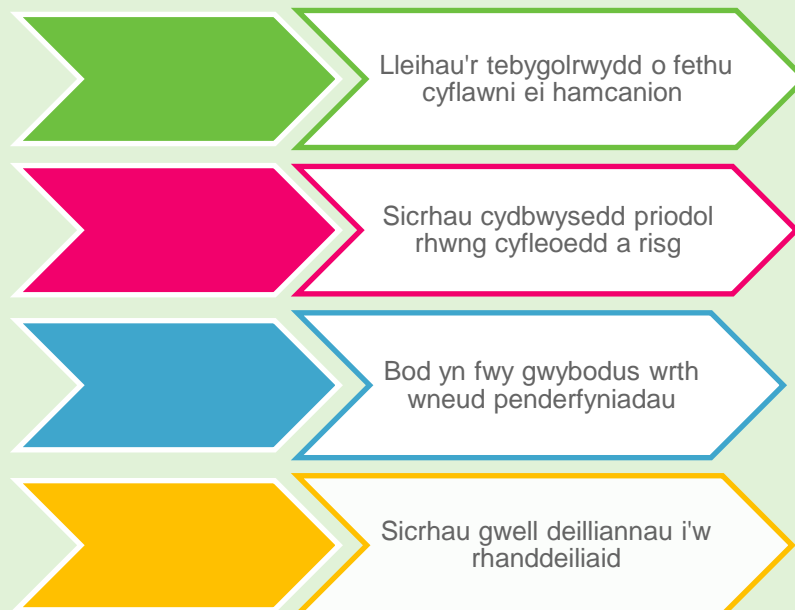 Lleihau'r tebygolrwydd o fethu
cyflawni ei hamcanion
Sicrhau cydbwysedd priodol
rhwng cyfleoedd a risg
Bod yn fwy gwybodus wrth
wneud penderfyniadau
Sicrhau gwell deilliannau i'w
rhanddeiliaid